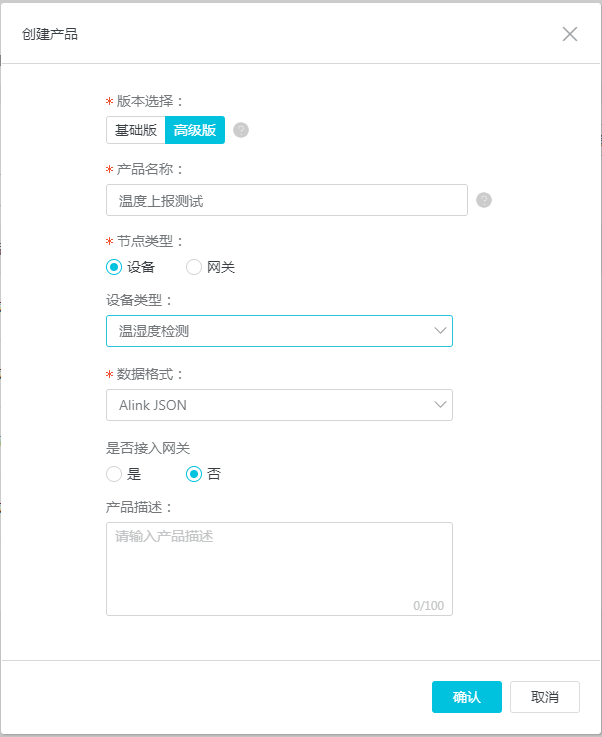 创建产品
* 版本选择：
基础版 高级版 ?
* 产品名称：
温度上报测试 ?
* 节点类型：
设备 网关
设备类型：
温湿度检测
* 数据格式：
Alink JSON
是否接入网关
是 否
产品描述：
请输入产品描述
0/100
确认 取消